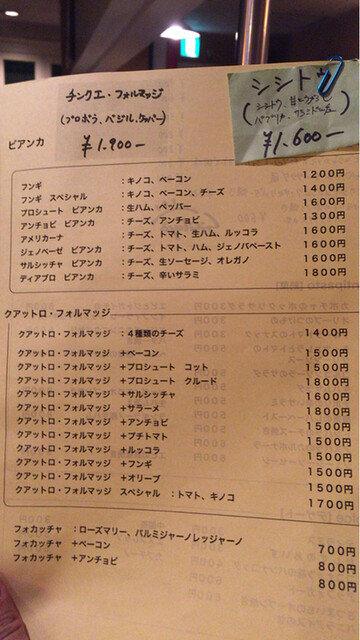 チンクエ・フォルマッジ
(プロボラ、バジル、ケッパー)
¥1,900-
シシトウ
¥1,600-
ビアンカ
フンギ ：キノコ、ベーコン 1200円
フンギ スペシャル ：キノコ、ベーコン、チーズ 1400円
プロシュート ビアンカ ：生ハム、ペッパー 1600円
アンチョビ ビアンカ ：チーズ、アンチョビ 1300円
アメリカーナ ：チーズ、トマト、生ハム、ルッコラ 1600円
ジェノベーゼ ビアンカ ：チーズ、トマト、ハム、ジェノバペースト 1600円
サルシッチャ ビアンカ ：チーズ、生ソーセージ、オレガノ 1600円
ディアブロ ビアンカ ：チーズ、辛いサラミ 1800円
クアットロ・フォルマッジ
クアットロ・フォルマッジ ：4種類のチーズ 1400円
クアットロ・フォルマッジ +ベーコン 1500円
クアットロ・フォルマッジ +プロシュート コット 1500円
クアットロ・フォルマッジ +プロシュート クルード 1800円
クアットロ・フォルマッジ +サルシッチャ 1600円
クアットロ・フォルマッジ +サラーメ 1800円
クアットロ・フォルマッジ +アンチョビ 1500円
クアットロ・フォルマッジ +プチトマト 1500円
クアットロ・フォルマッジ +ルッコラ 1500円
クアットロ・フォルマッジ +フンギ 1500円
クアットロ・フォルマッジ +オリーブ 1500円
クアットロ・フォルマッジ スペシャル ：トマト、キノコ 1700円
フォカッチャ ：ローズマリー、パルミジャーノレッジャーノ 700円
フォカッチャ +ベーコン 800円
フォカッチャ +アンチョビ 800円